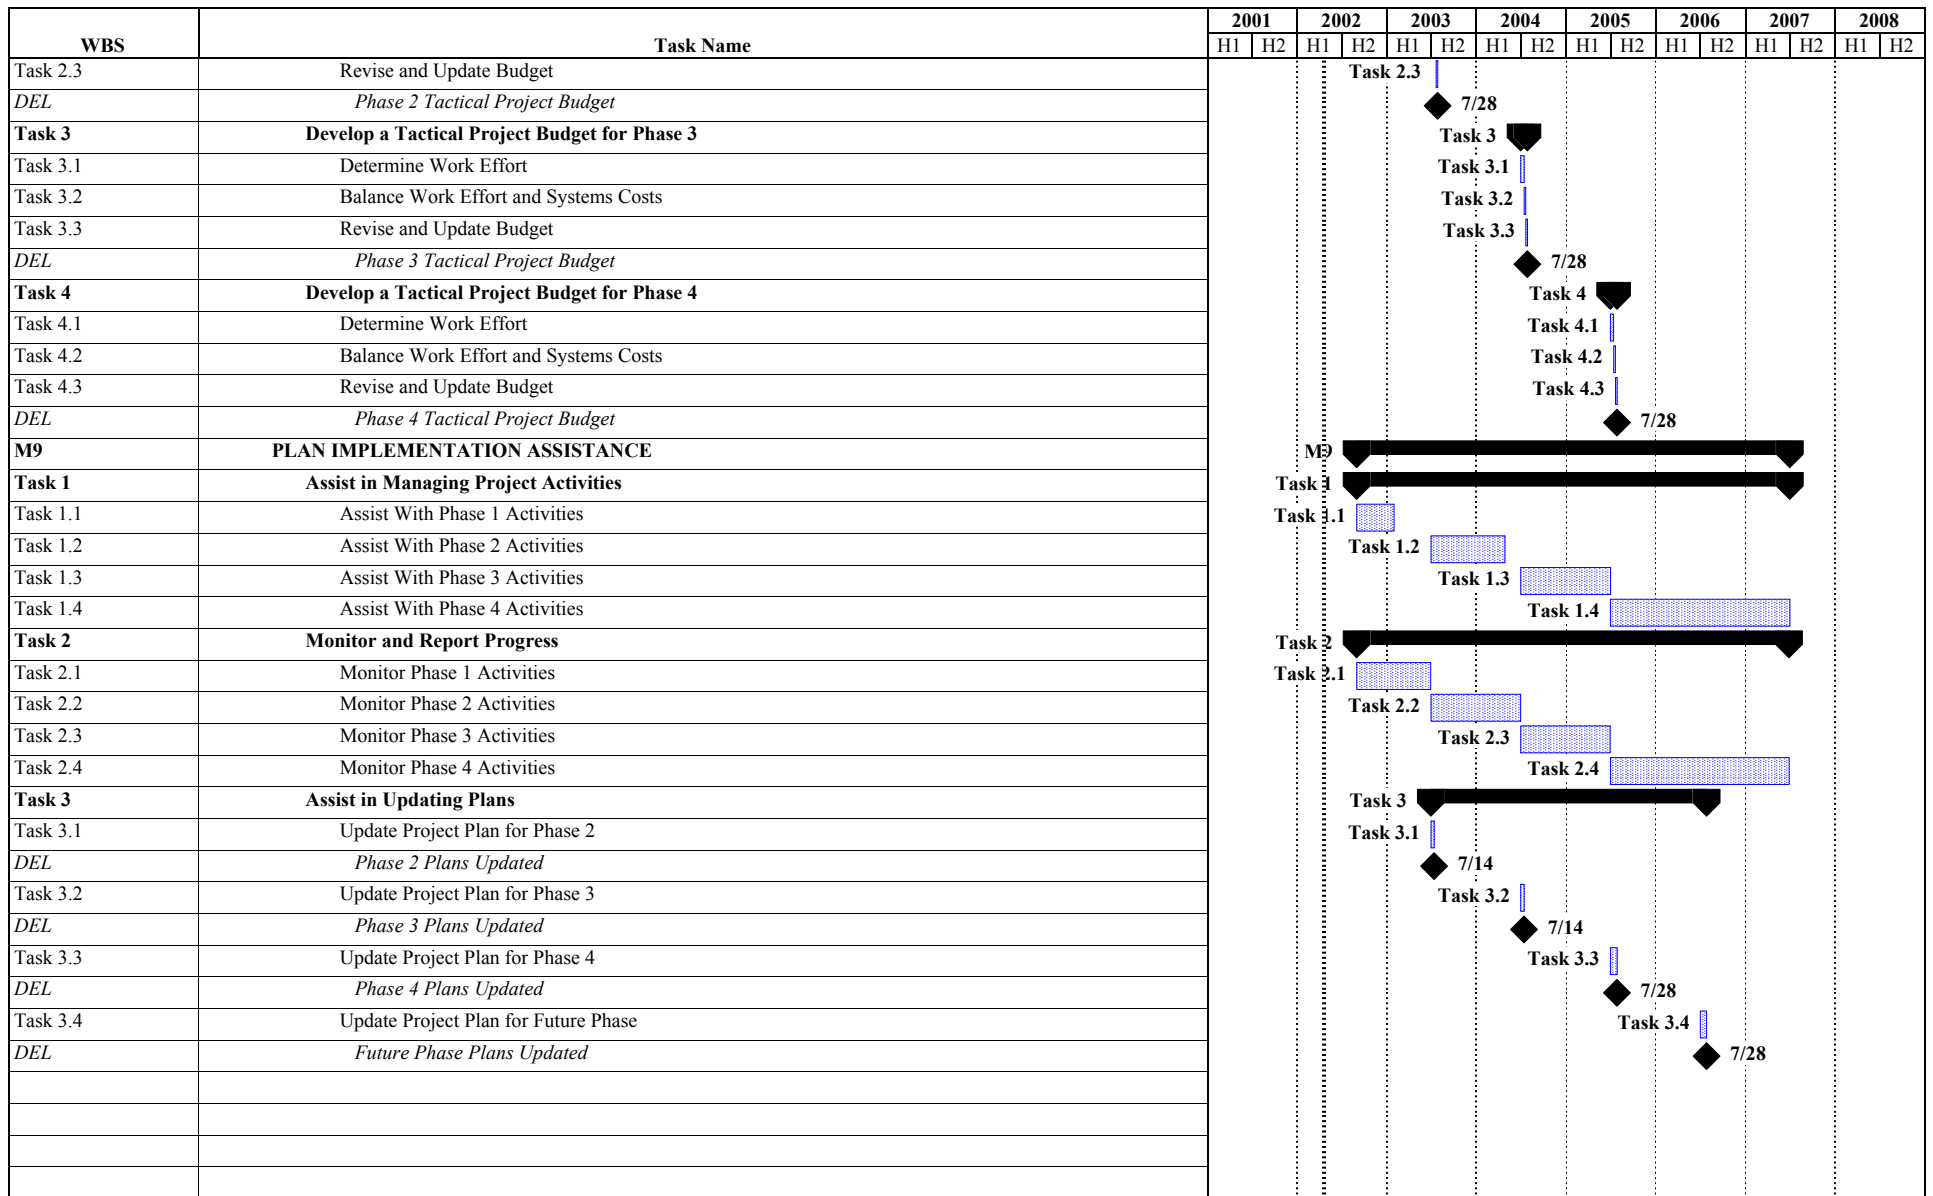 2001 2002 2003 2004 2005 2006 2007 2008
WBS Task Name H1 H2 H1 H2 H1 H2 H1 H2 H1 H2 H1 H2 H1 H2 H1 H2
Task 2.3 Revise and Update Budget Task 2.3
DEL Phase 2 Tactical Project Budget 7/28
Task 3 Develop a Tactical Project Budget for Phase 3 Task 3
Task 3.1 Determine Work Effort Task 3.1
Task 3.2 Balance Work Effort and Systems Costs Task 3.2
Task 3.3 Revise and Update Budget Task 3.3
DEL Phase 3 Tactical Project Budget 7/28
Task 4 Develop a Tactical Project Budget for Phase 4 Task 4
Task 4.1 Determine Work Effort Task 4.1
Task 4.2 Balance Work Effort and Systems Costs Task 4.2
Task 4.3 Revise and Update Budget Task 4.3
DEL Phase 4 Tactical Project Budget 7/28
M9 PLAN IMPLEMENTATION ASSISTANCE M9
Task 1 Assist in Managing Project Activities Task 1
Task 1.1 Assist With Phase 1 Activities Task 1.1
Task 1.2 Assist With Phase 2 Activities Task 1.2
Task 1.3 Assist With Phase 3 Activities Task 1.3
Task 1.4 Assist With Phase 4 Activities Task 1.4
Task 2 Monitor and Report Progress Task 2
Task 2.1 Monitor Phase 1 Activities Task 2.1
Task 2.2 Monitor Phase 2 Activities Task 2.2
Task 2.3 Monitor Phase 3 Activities Task 2.3
Task 2.4 Monitor Phase 4 Activities Task 2.4
Task 3 Assist in Updating Plans Task 3
Task 3.1 Update Project Plan for Phase 2 Task 3.1
DEL Phase 2 Plans Updated 7/14
Task 3.2 Update Project Plan for Phase 3 Task 3.2
DEL Phase 3 Plans Updated 7/14
Task 3.3 Update Project Plan for Phase 4 Task 3.3
DEL Phase 4 Plans Updated 7/28
Task 3.4 Update Project Plan for Future Phase Task 3.4
DEL Future Phase Plans Updated 7/28